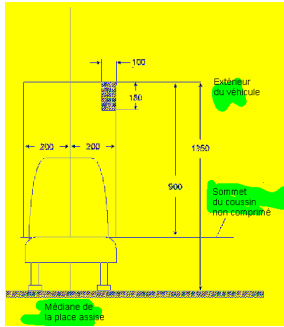 100
150
Extérieur
du véhicule
200
200
1350
900
Sommet
du coussin
non comprimé
Médiane de
la place assise